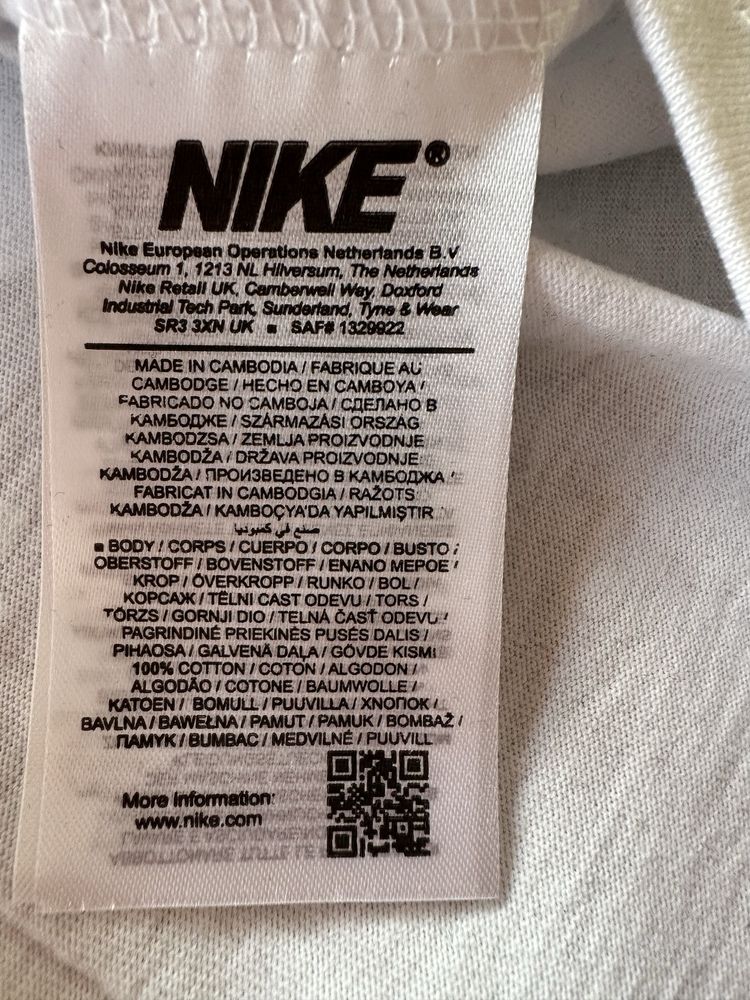 NIKE®
Nike European Operations Netherlands B.V
Colosseum 1, 1213 NL Hilversum, The Netherlands
Nike Retail UK, Camberwell Way, Doxford
Industrial Tech Park, Sunderland, Tyne & Wear
SR3 3XN UK ■ SAF# 1329922
MADE IN CAMBODIA / FABRIQUE AU
CAMBODGE / HECHO EN CAMBOYA /
FABRICADO NO CAMBOJA / СДЕЛАНО В
КАМБОДЖЕ / SZÁRMAZÁSI ORSZÁG
KAMBODZSA / ZEMLJA PROIZVODNJE
KAMBODŽA / DRŽAVA PROIZVODNJE
KAMBODŽA / ПРОИЗВЕДЕНО В КАМБОДЖА /
FABRICAT IN CAMBODGIA / RAŽOTS
KAMBODŽA / KAMBOÇYA'DA YAPILMIŞTIR
صنع في كمبوديا
■ BODY / CORPS / CUERPO / CORPO / BUSTO /
OBERSTOFF / BOVENSTOFF / ENANO MEPOE /
KROP / ÖVERKROPP / RUNKO / BOL /
КОРСАЖ / TĚLNI CAST ODEVU / TORS /
TÖRZS / GORNJI DIO / TELNÁ ČASŤ ODEVU /
PAGRINDINĖ PRIEKINĖS PUSĖS DALIS /
PIHAOSA / GALVENĀ DAĻA / GÖVDE KISMI
100% COTTON / COTON / ALGODON /
ALGODÃO / COTONE / BAUMWOLLE /
KATOEN / BOMULL / PUUVILLA / ХЛОПОК /
BAVLNA / BAWEŁNA / PAMUT / PAMUK / BOMBAŽ /
ПАМУК / BUMBAC / MEDVILNĖ / PUUVILL
More Information:
www.nike.com